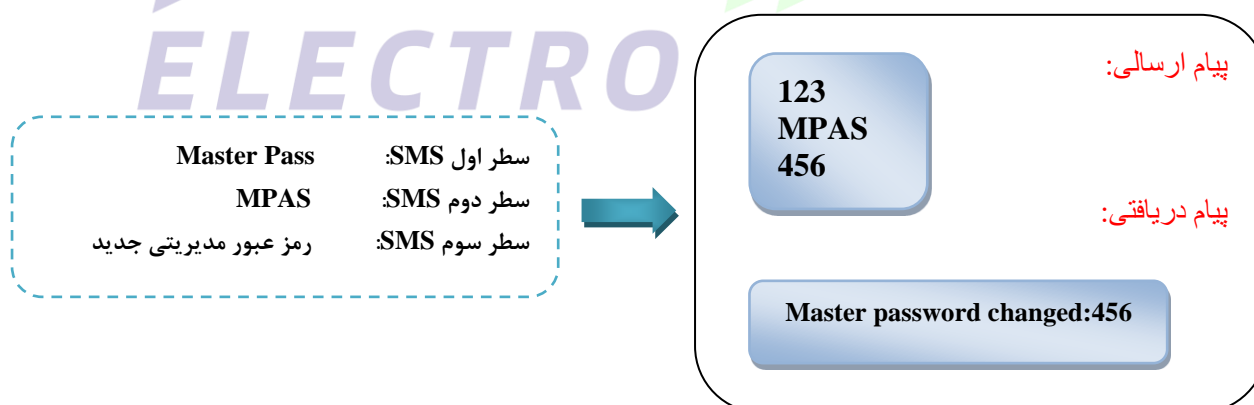 ELECTRO
سطر اول SMS: Master Pass
سطر دوم SMS: MPAS
سطر سوم SMS: رمز عبور مدیریتی جدید
پیام ارسالی:
123
MPAS
456
پیام دریافتی:
Master password changed:456